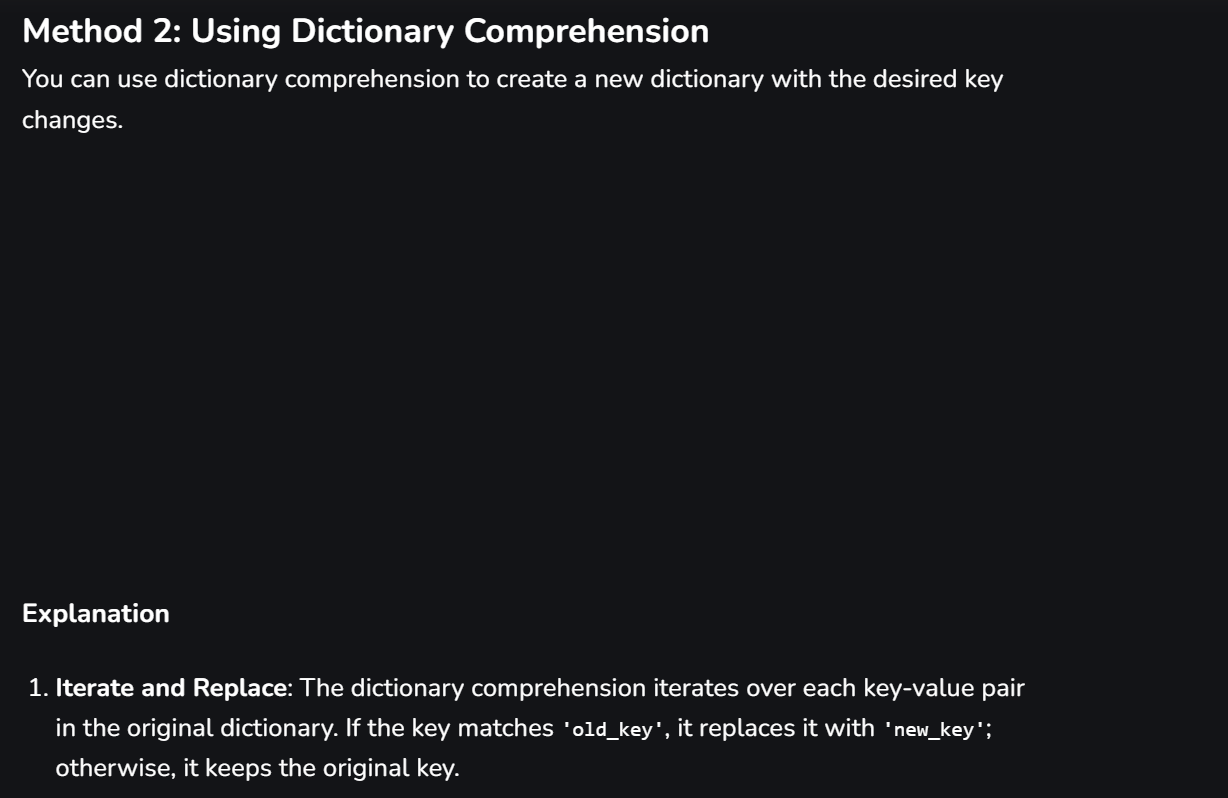 Method 2: Using Dictionary Comprehension
You can use dictionary comprehension to create a new dictionary with the desired key
changes.
Explanation
1. Iterate and Replace: The dictionary comprehension iterates over each key-value pair
in the original dictionary. If the key matches 'old_key', it replaces it with 'new_key';
otherwise, it keeps the original key.